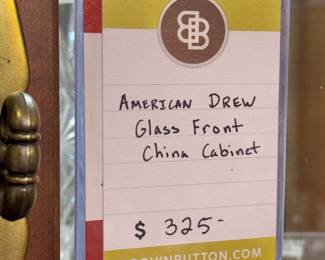 AMERICAN DREW
Glass Front
China Cabinet
$ 325-